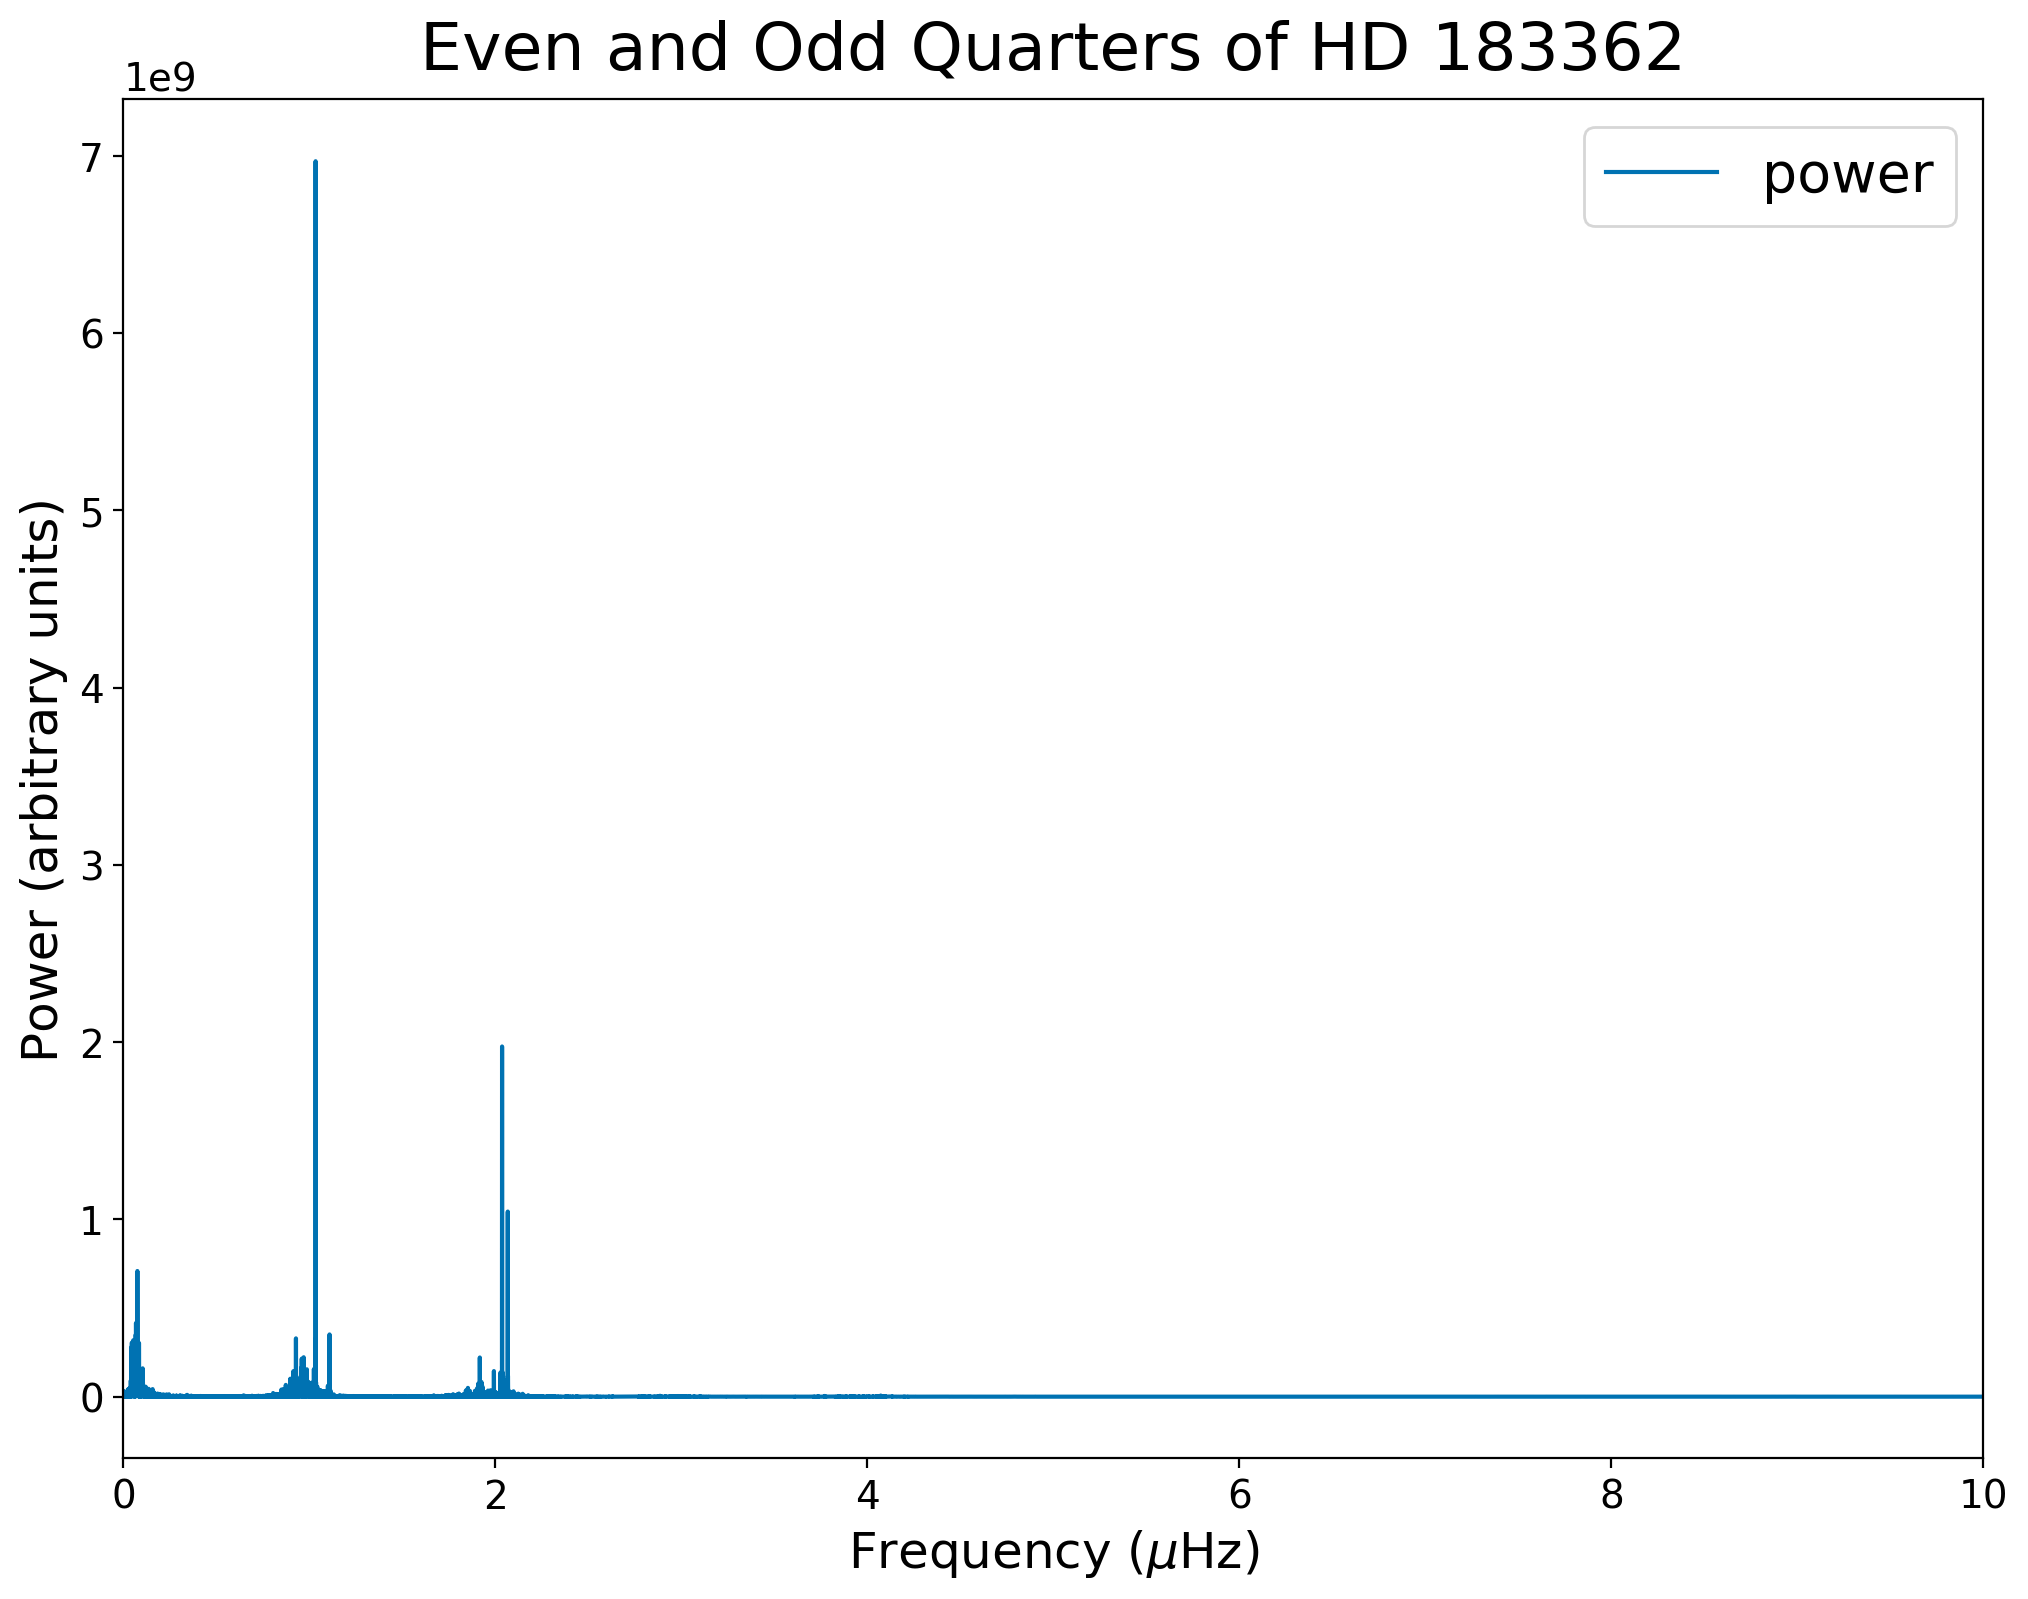 Even and Odd Quarters of HD 183362
1e9
power
7
6
5
4
3
2
1
0
Power (arbitrary units)
0 2 4 6 8 10
Frequency (μHz)